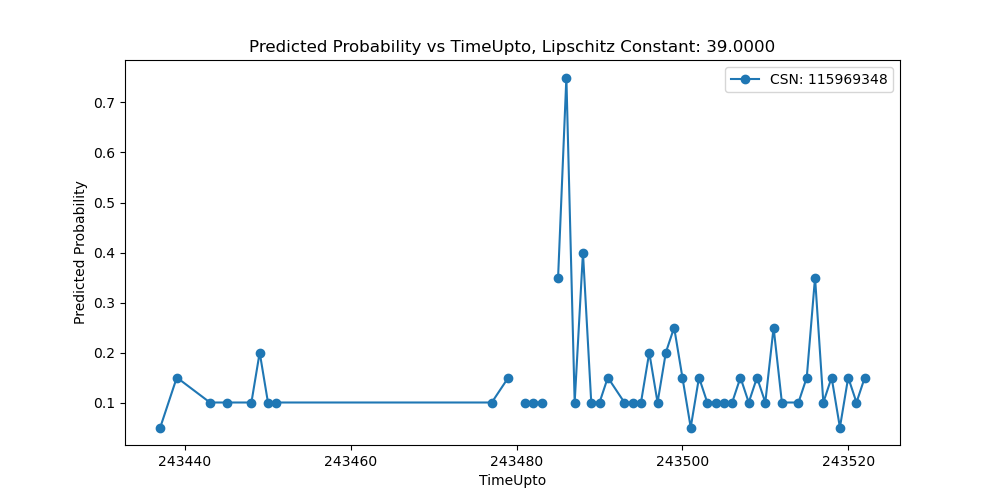 Predicted Probability vs TimeUpto, Lipschitz Constant: 39.0000
CSN: 115969348
Predicted Probability
0.7
0.6
0.5
0.4
0.3
0.2
0.1
243440 243460 243480 243500 243520
TimeUpto